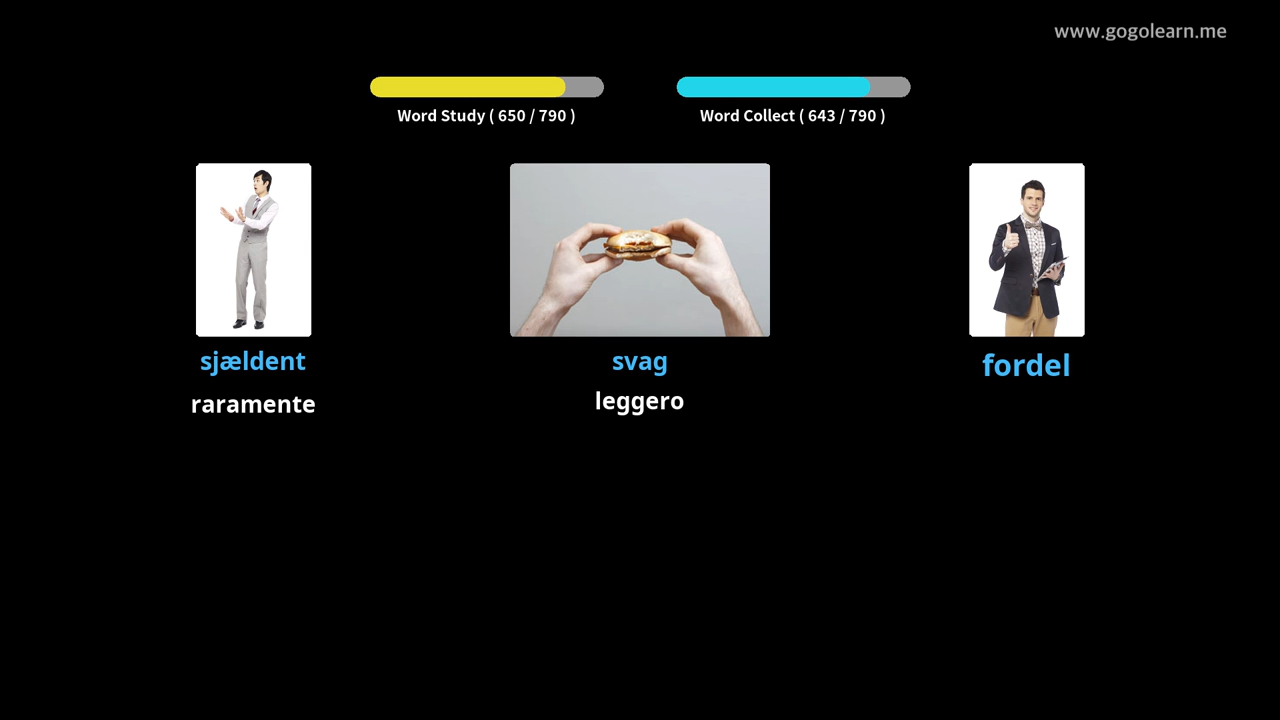 www.gogolearn.me
Word Study ( 650 / 790 )
Word Collect ( 643 / 790 )
sjældent
raramente
svag
leggero
fordel